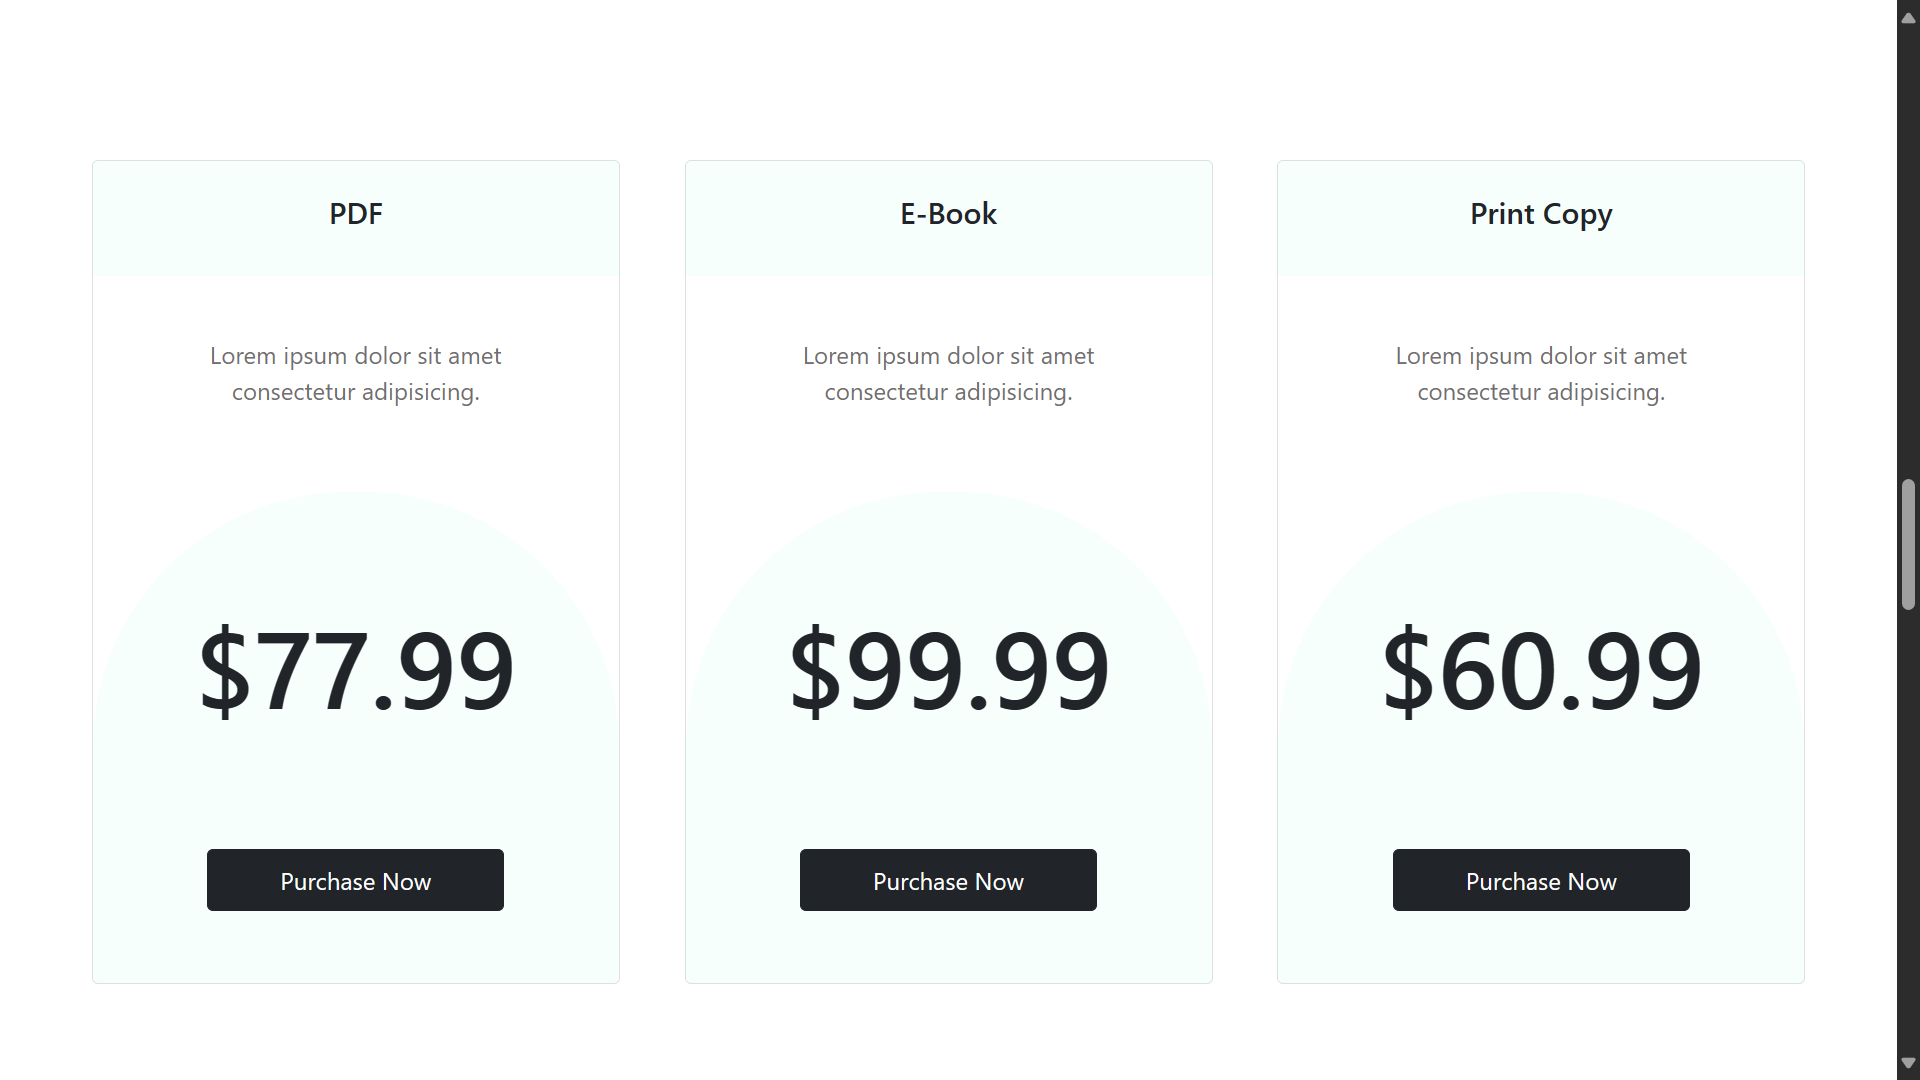 PDF
Lorem ipsum dolor sit amet
consectetur adipisicing.
$77.99
Purchase Now
E-Book
Lorem ipsum dolor sit amet
consectetur adipisicing.
$99.99
Purchase Now
Print Copy
Lorem ipsum dolor sit amet
consectetur adipisicing.
$60.99
Purchase Now